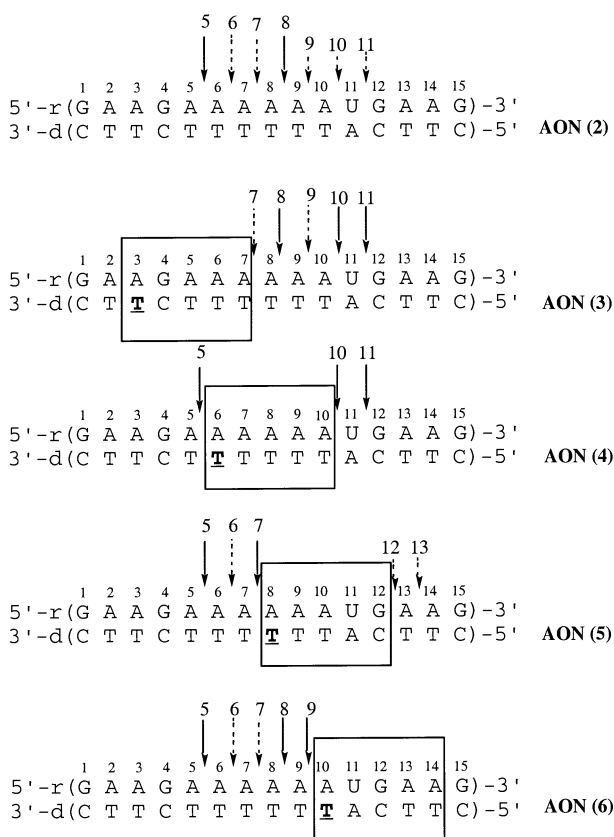 5 6 7 8 9 10 11
1 2 3 4 5 6 7 8 9 10 11 12 13 14 15
5'-r(G A A G A A A A A A U G A A G)-3'
3'-d(C T T C T T T T T T A C T T C)-5' AON (2)
7 8 9 10 11
1 2 3 4 5 6 7 8 9 10 11 12 13 14 15
5'-r(G A A G A A A A A A U G A A G)-3'
3'-d(C T T C T T T T T T A C T T C)-5' AON (3)
5 10 11
1 2 3 4 5 6 7 8 9 10 11 12 13 14 15
5'-r(G A A G A A A A A A U G A A G)-3'
3'-d(C T T C T T T T T T A C T T C)-5' AON (4)
5 6 7 12 13
1 2 3 4 5 6 7 8 9 10 11 12 13 14 15
5'-r(G A A G A A A A A A U G A A G)-3'
3'-d(C T T C T T T T T T A C T T C)-5' AON (5)
5 6 7 8 9
1 2 3 4 5 6 7 8 9 10 11 12 13 14 15
5'-r(G A A G A A A A A A U G A A G)-3'
3'-d(C T T C T T T T T T A C T T C)-5' AON (6)